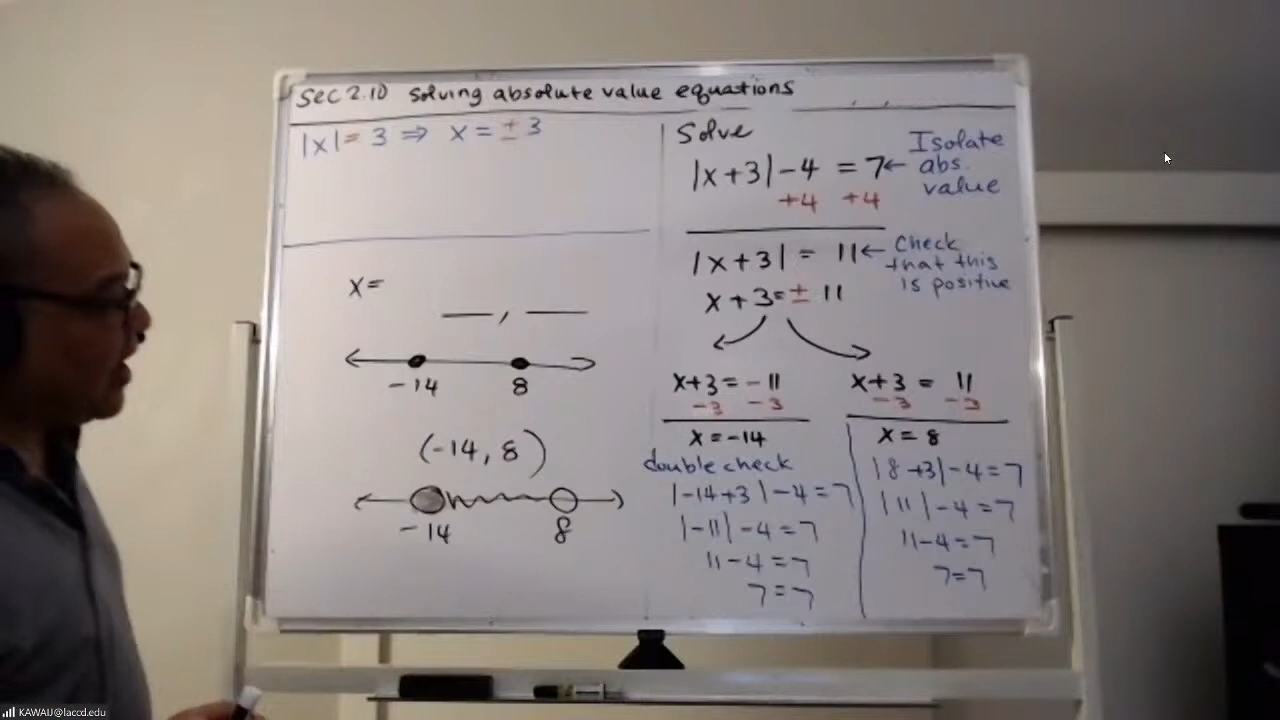 Sec 2.10 Solving absolute value equations
|x| = 3 ⇒ x = ± 3
x=
__, __
-14 8
(-14, 8)
-14 8
Solve
|x+3|-4 = 7 ← Isolate abs. value
+4 +4
|x+3| = 11 ← Check that this is positive
x+3=± 11
x+3=-11
-3 -3
x=-14
double check
|-14+3|-4=7
|-11|-4=7
11-4=7
7=7
x+3 = 11
-3 -3
x=8
|8+3|-4=7
|11|-4=7
11-4=7
7=7
KAWAIJ@laccd.edu